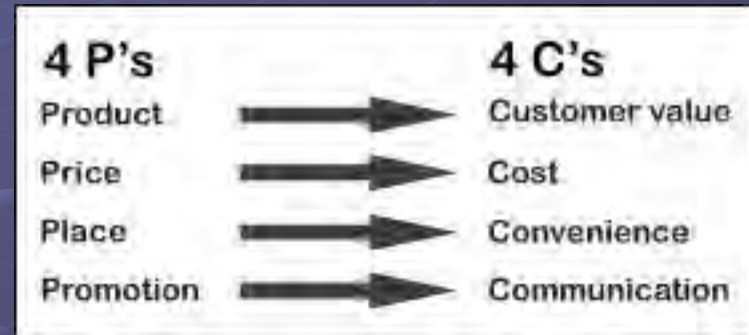 4 P's 4 C's
Product Customer value
Price Cost
Place Convenience
Promotion Communication